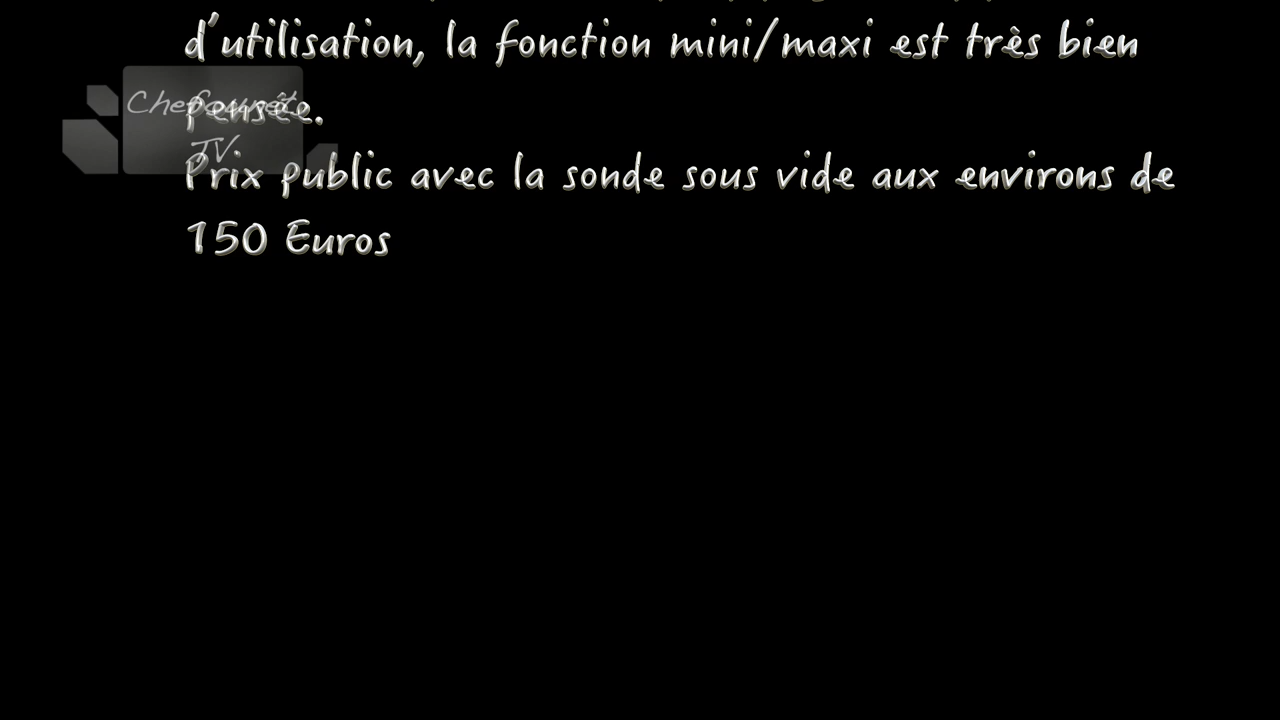 d'utilisation, la fonction mini/maxi est très bien
pensée.
TV
Prix public avec la sonde sous vide aux environs de
150 Euros